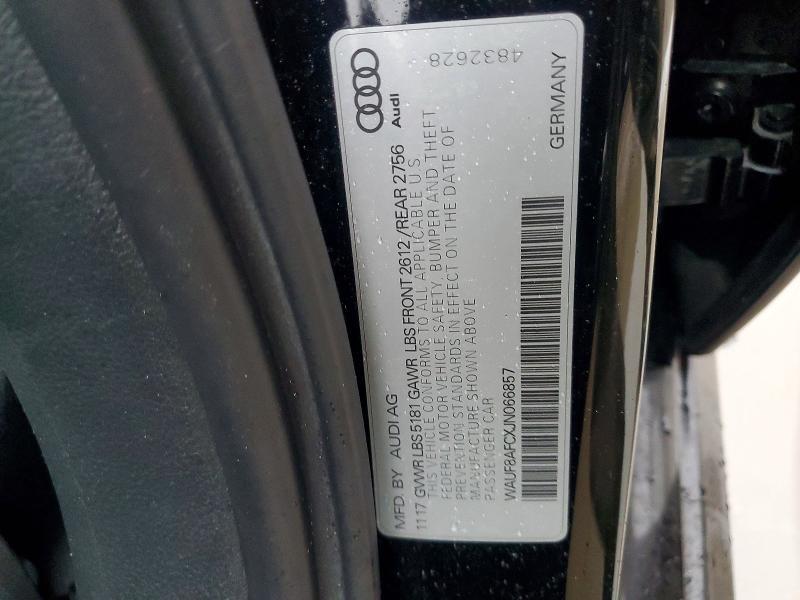 MFD. BY AUDI AG
Audi
11 17 GVWR LBS 5181 GAWR LBS FRONT 2612 /REAR 2756
THIS VEHICLE CONFORMS TO ALL APPLICABLE U.S.
FEDERAL MOTOR VEHICLE SAFETY, BUMPER AND THEFT
PREVENTION STANDARDS IN EFFECT ON THE DATE OF
MANUFACTURE SHOWN ABOVE
PASSENGER CAR
WAUF8AFCXJN066857
GERMANY
4832628